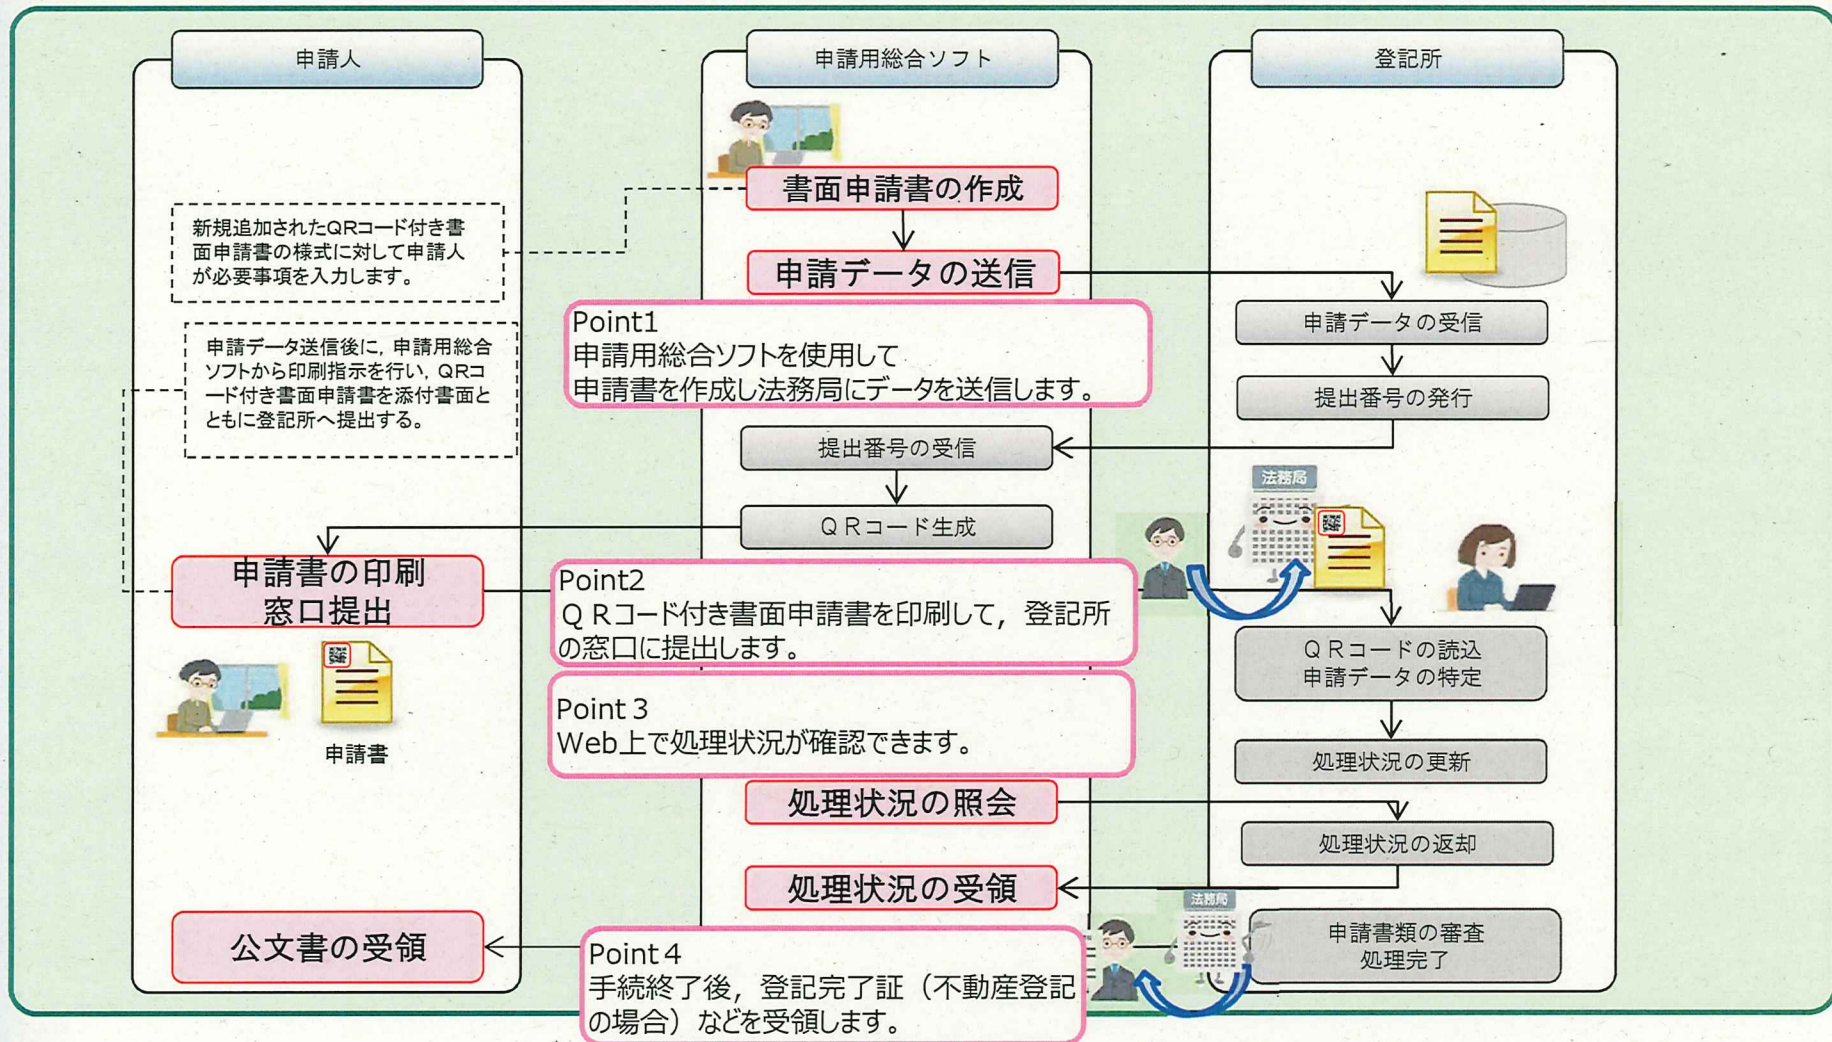 申請人
申請用総合ソフト
登記所
書面申請書の作成
新規追加されたQRコード付き書
面申請書の様式に対して申請人
が必要事項を入力します。
申請データの送信
申請データの受信
Point1
申請用総合ソフトを使用して
申請書を作成し法務局にデータを送信します。
申請データ送信後に，申請用総合
ソフトから印刷指示を行い，QRコ
ード付き書面申請書を添付書面と
ともに登記所へ提出する。
提出番号の発行
提出番号の受信
法務局
ＱＲコード生成
申請書の印刷
窓口提出
Point2
ＱＲコード付き書面申請書を印刷して，登記所
の窓口に提出します。
ＱＲコードの読込
申請データの特定
申請書
Point３
Web上で処理状況が確認できます。
処理状況の更新
処理状況の照会
処理状況の返却
処理状況の受領
法務局
申請書類の審査
処理完了
公文書の受領
Point４
手続終了後，登記完了証（不動産登記
の場合）などを受領します。